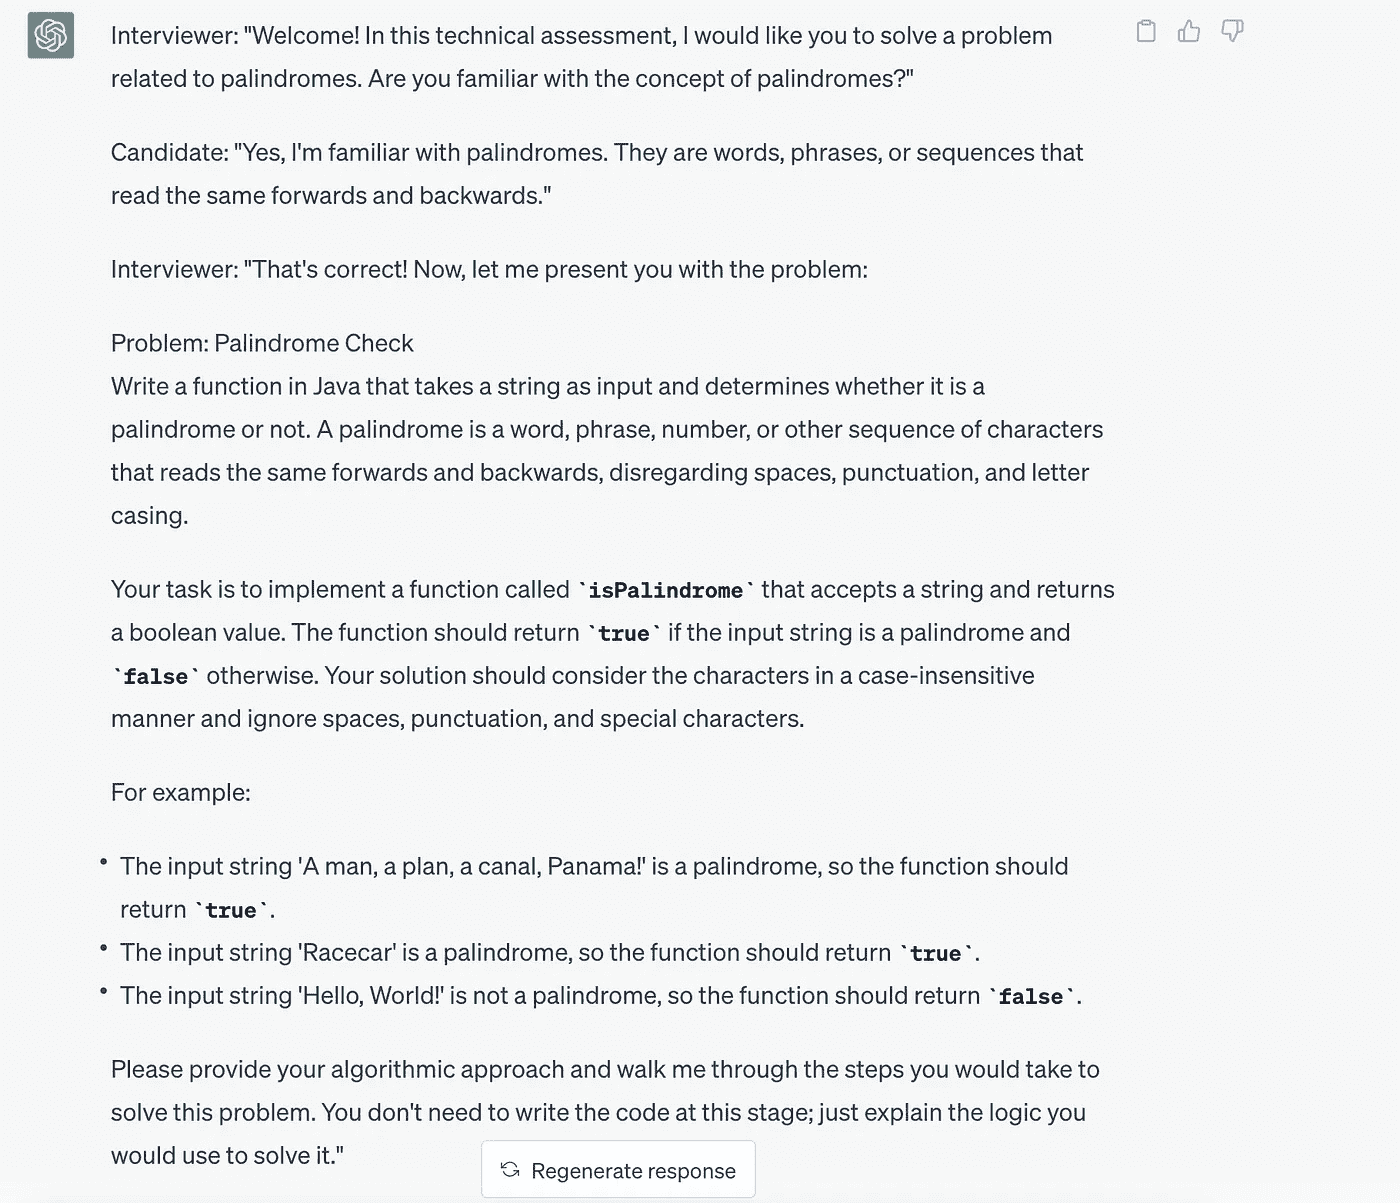 Interviewer: "Welcome! In this technical assessment, I would like you to solve a problem
related to palindromes. Are you familiar with the concept of palindromes?"
Candidate: "Yes, I'm familiar with palindromes. They are words, phrases, or sequences that
read the same forwards and backwards."
Interviewer: "That's correct! Now, let me present you with the problem:
Problem: Palindrome Check
Write a function in Java that takes a string as input and determines whether it is a
palindrome or not. A palindrome is a word, phrase, number, or other sequence of characters
that reads the same forwards and backwards, disregarding spaces, punctuation, and letter
casing.
Your task is to implement a function called `isPalindrome` that accepts a string and returns
a boolean value. The function should return `true` if the input string is a palindrome and
`false` otherwise. Your solution should consider the characters in a case-insensitive
manner and ignore spaces, punctuation, and special characters.
For example:
• The input string 'A man, a plan, a canal, Panama!' is a palindrome, so the function should
return `true`.
• The input string 'Racecar' is a palindrome, so the function should return `true`.
• The input string 'Hello, World!' is not a palindrome, so the function should return `false`.
Please provide your algorithmic approach and walk me through the steps you would take to
solve this problem. You don't need to write the code at this stage; just explain the logic you
would use to solve it."
Regenerate response